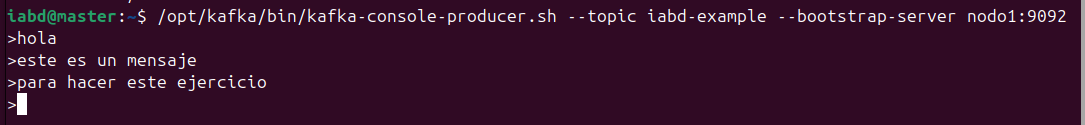 iabd@master:~$ /opt/kafka/bin/kafka-console-producer.sh --topic iabd-example --bootstrap-server nodo1:9092
>hola
>este es un mensaje
>para hacer este ejercicio
>